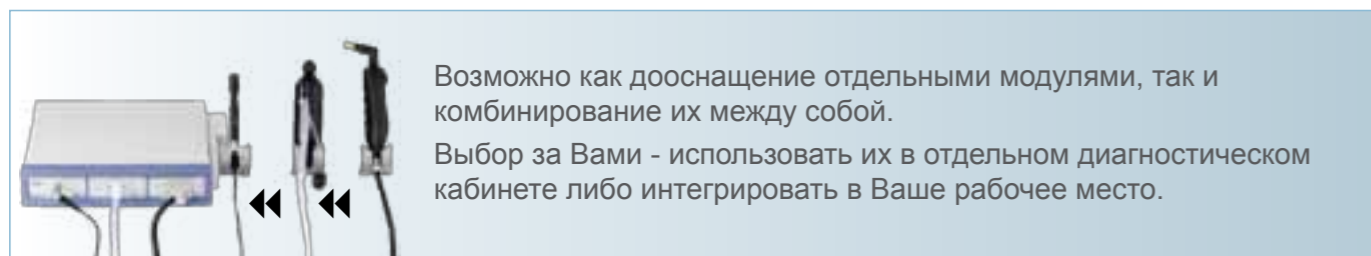 Возможно как дооснащение отдельными модулями, так и
комбинирование их между собой.
Выбор за Вами - использовать их в отдельном диагностическом
кабинете либо интегрировать в Ваше рабочее место.